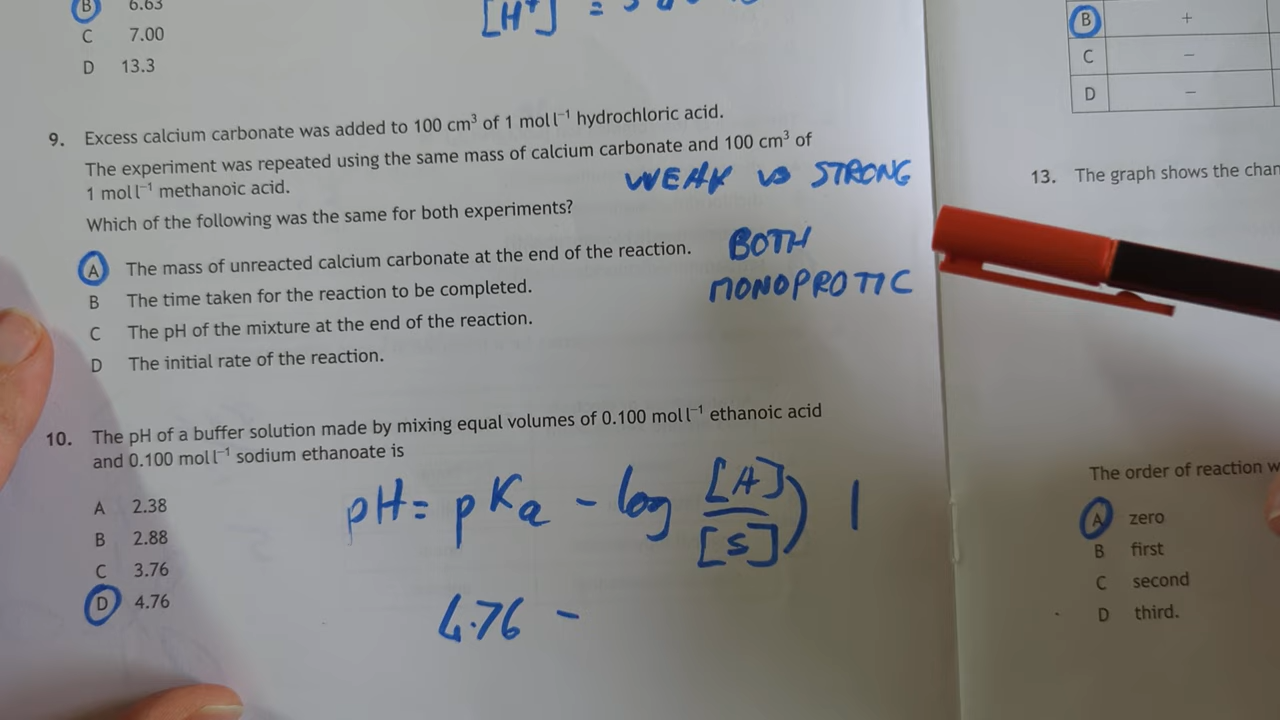 B 6.63
C 7.00
D 13.3
[H⁺] =
9. Excess calcium carbonate was added to 100 cm³ of 1 mol l⁻¹ hydrochloric acid.
The experiment was repeated using the same mass of calcium carbonate and 100 cm³ of
1 mol l⁻¹ methanoic acid.
WEAK vs STRONG
Which of the following was the same for both experiments?
A The mass of unreacted calcium carbonate at the end of the reaction.
B The time taken for the reaction to be completed.
C The pH of the mixture at the end of the reaction.
D The initial rate of the reaction.
BOTH
MONOPROTIC
10. The pH of a buffer solution made by mixing equal volumes of 0.100 mol l⁻¹ ethanoic acid
and 0.100 mol l⁻¹ sodium ethanoate is
A 2.38
B 2.88
C 3.76
D 4.76
pH = pKa - log [A]/[S]) 1
4.76 -
B +
C -
D -
13. The graph shows the
The order of reaction
A zero
B first
C second
D third.